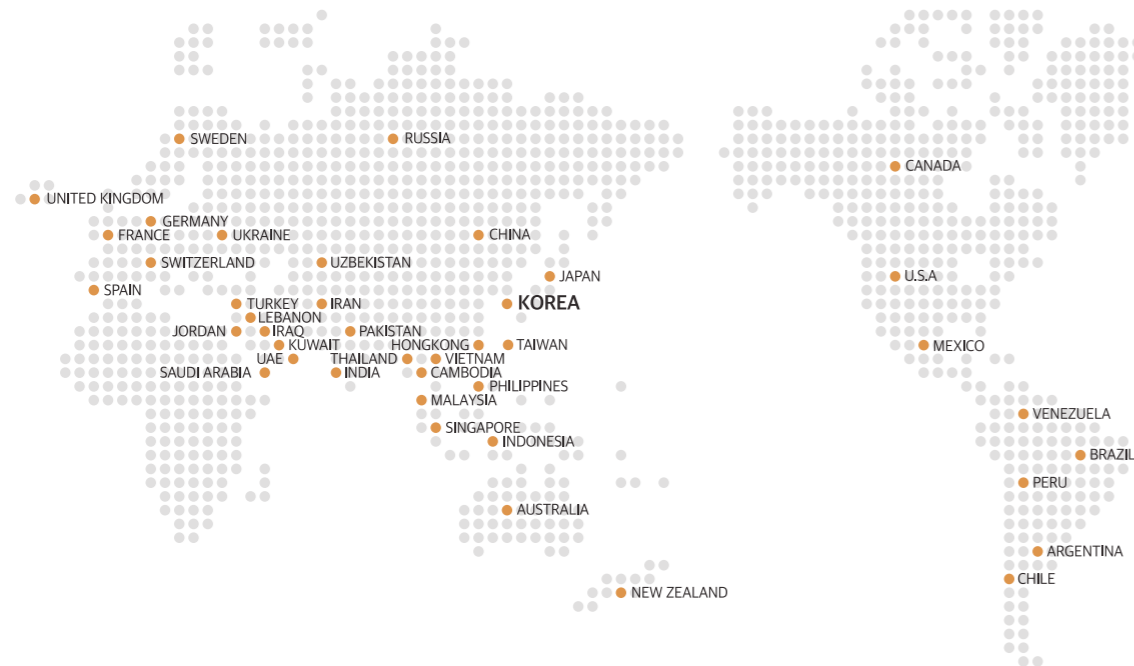 SWEDEN
RUSSIA
CANADA
UNITED KINGDOM
GERMANY
FRANCE
UKRAINE
CHINA
SWITZERLAND
UZBEKISTAN
JAPAN
U.S.A
SPAIN
TURKEY
IRAN
KOREA
LEBANON
JORDAN
IRAQ
PAKISTAN
KUWAIT
HONGKONG
TAIWAN
MEXICO
UAE
THAILAND
VIETNAM
SAUDI ARABIA
INDIA
CAMBODIA
PHILIPPINES
MALAYSIA
VENEZUELA
SINGAPORE
INDONESIA
BRAZIL
PERU
AUSTRALIA
ARGENTINA
CHILE
NEW ZEALAND